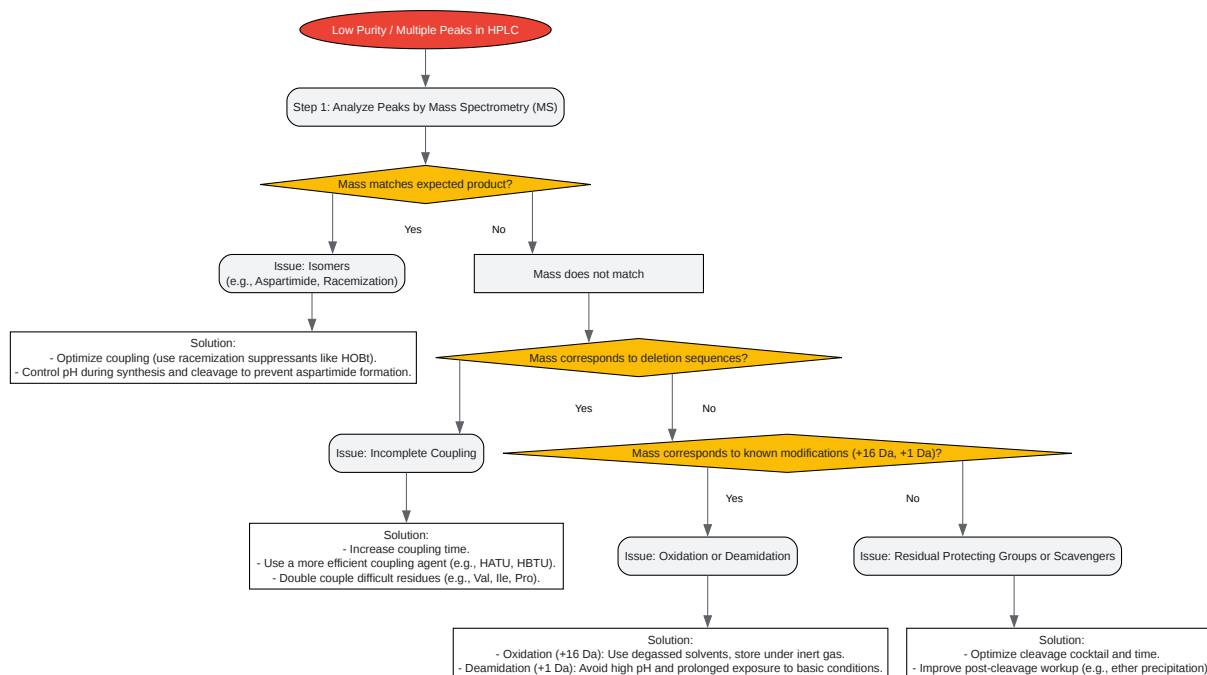 Low Purity / Multiple Peaks in HPLC
Step 1: Analyze Peaks by Mass Spectrometry (MS)
Mass matches expected product?
Yes
No
Issue: Isomers
(e.g., Aspartimide, Racemization)
Mass does not match
Solution:
- Optimize coupling (use racemization suppressants like HOBt).
- Control pH during synthesis and cleavage to prevent aspartimide formation.
Mass corresponds to deletion sequences?
Yes
No
Issue: Incomplete Coupling
Mass corresponds to known modifications (+16 Da, +1 Da)?
Yes
No
Solution:
- Increase coupling time.
- Use a more efficient coupling agent (e.g., HATU, HBTU).
- Double couple difficult residues (e.g., Val, Ile, Pro).
Issue: Oxidation or Deamidation
Issue: Residual Protecting Groups or Scavengers
Solution:
- Oxidation (+16 Da): Use degassed solvents, store under inert gas.
- Deamidation (+1 Da): Avoid high pH and prolonged exposure to basic conditions.
Solution:
- Optimize cleavage cocktail and time.
- Improve post-cleavage workup (e.g., ether precipitation)